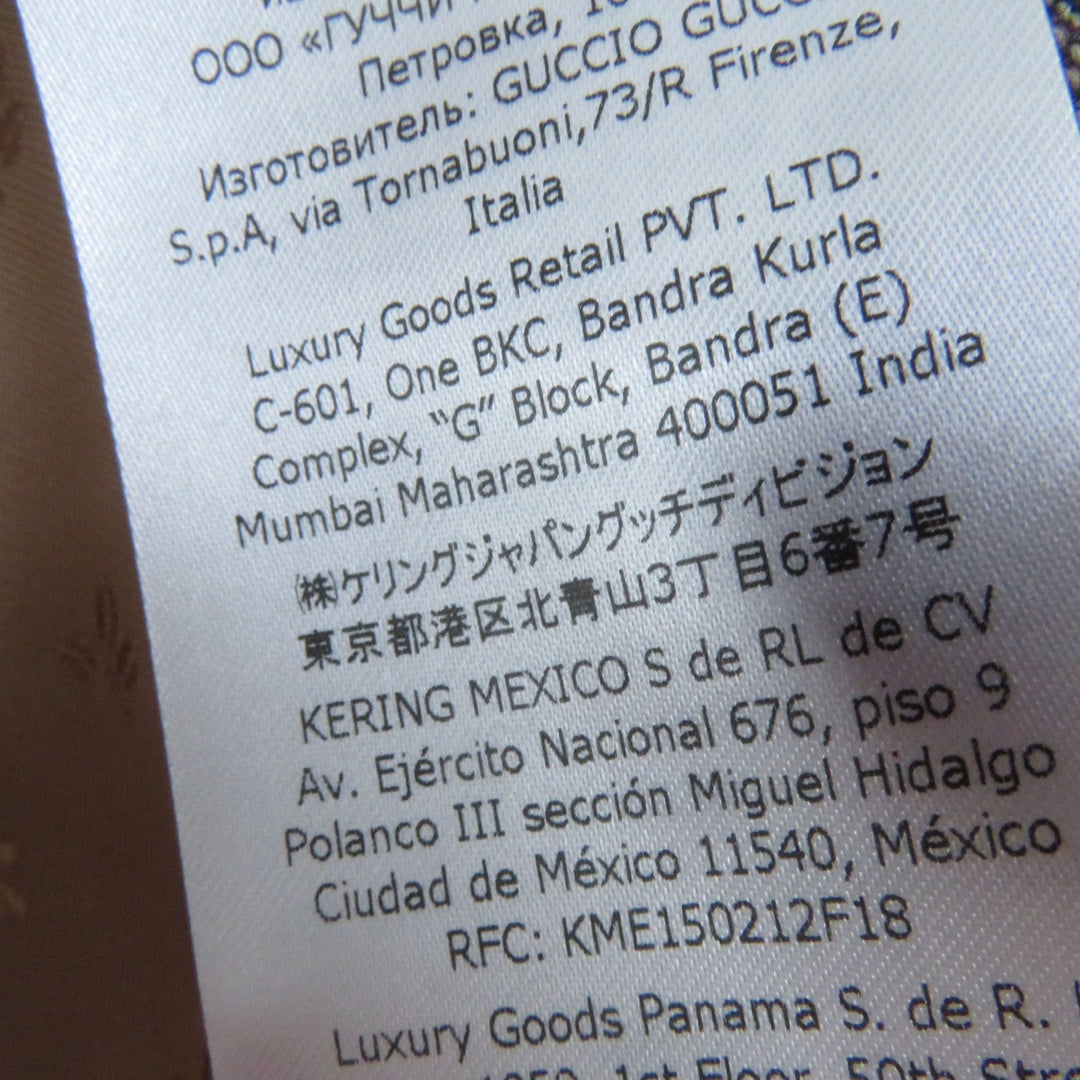 ООО «ГУЧЧИ
Петровка,
Изготовитель: GUCCIO
S.p.A, via Tornabuoni,73/R Firenze,
Italia
Luxury Goods Retail PVT. LTD.
C-601, One BKC, Bandra Kurla
Complex, “G” Block, Bandra (E)
Mumbai Maharashtra 400051 India
㈱ケリングジャパングッチディビジョン
東京都港区北青山3丁目6番7号
KERING MEXICO S de RL de CV
Av. Ejército Nacional 676, piso 9
Polanco III sección Miguel Hidalgo
Ciudad de México 11540, México
RFC: KME150212F18
Luxury Goods Panama S. de R.
1st Floor, 50th